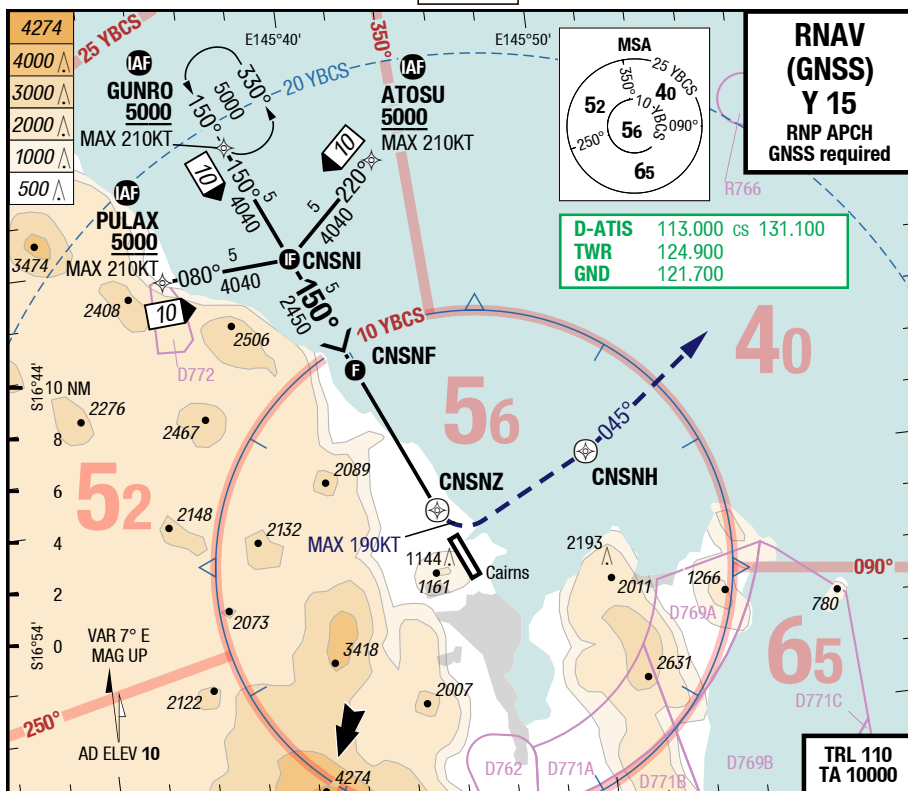 4274
4000
3000
2000
1000
500
25 YBCS
20 YBCS
E145°40'
350°
E145°50'
IAF
GUNRO
5000
MAX 210KT
330°
5000
150°
IAF
ATOSU
5000
MAX 210KT
MSA
25 YBCS
350°
10 YBCS
52
40
56
090°
250°
65
RNAV
(GNSS)
Y 15
RNP APCH
GNSS required
R766
10
150°
5
4040
10
220°
5
4040
D-ATIS 113.000 CS 131.100
TWR 124.900
GND 121.700
IAF
PULAX
5000
MAX 210KT
080°
5
4040
10
IF
CNSNI
5
150°
2450
3474
2408
2506
D772
10 YBCS
F
CNSNF
40
S16°44'
10 NM
2276
2467
56
045°
8
2089
CNSNZ
CNSNH
6
52
2148
2132
MAX 190KT
4
1144
1161
Cairns
2193
2011
1266
090°
2
2073
D769A
780
S16°54'
0
VAR 7° E
MAG UP
3418
65
2631
2122
2007
D771C
250°
AD ELEV 10
4274
D762
D771A
D771B
D769B
TRL 110
TA 10000